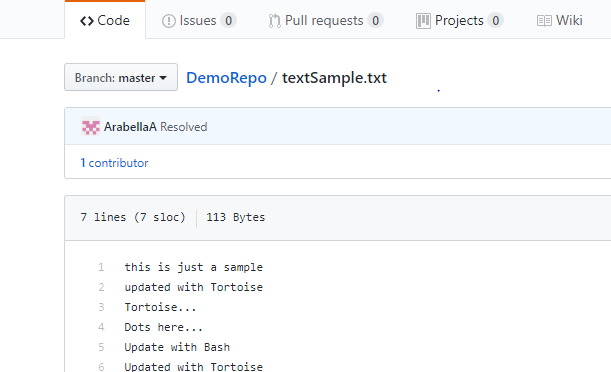 Code Issues 0 Pull requests 0 Projects 0 Wiki
Branch: master DemoRepo / textSample.txt
ArabellaA Resolved
1 contributor
7 lines (7 sloc) 113 Bytes
1 this is just a sample
2 updated with Tortoise
3 Tortoise...
4 Dots here...
5 Update with Bash
6 Updated with Tortoise